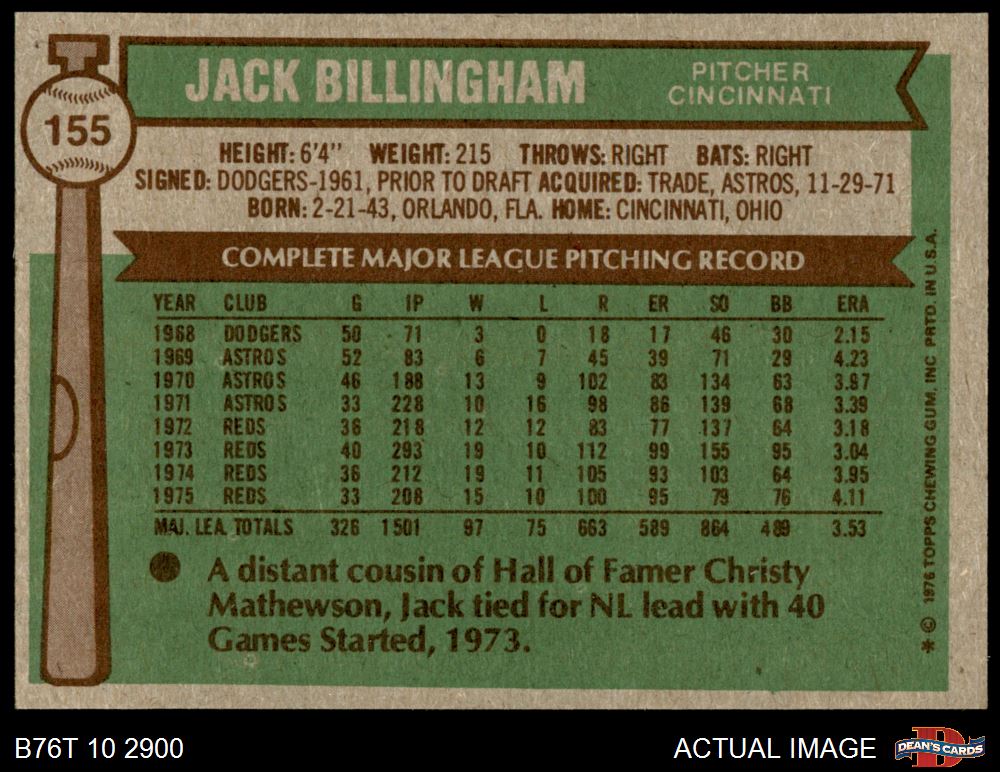 155
JACK BILLINGHAM
PITCHER
CINCINNATI
HEIGHT: 6'4" WEIGHT: 215 THROWS: RIGHT BATS: RIGHT
SIGNED: DODGERS-1961, PRIOR TO DRAFT ACQUIRED: TRADE, ASTROS, 11-29-71
BORN: 2-21-43, ORLANDO, FLA. HOME: CINCINNATI, OHIO
COMPLETE MAJOR LEAGUE PITCHING RECORD
YEAR CLUB G IP W L R ER SO BB ERA
1968 DODGERS 50 71 3 0 18 17 46 30 2.15
1969 ASTROS 52 83 6 7 45 39 71 29 4.23
1970 ASTROS 46 188 13 9 102 83 134 63 3.97
1971 ASTROS 33 228 10 16 98 86 139 68 3.39
1972 REDS 36 218 12 12 83 77 137 64 3.18
1973 REDS 40 293 19 10 112 99 155 95 3.04
1974 REDS 36 212 19 11 105 93 103 64 3.95
1975 REDS 33 208 15 10 100 95 79 76 4.11
MAJ. LEA. TOTALS 326 1501 97 75 663 589 864 489 3.53
A distant cousin of Hall of Famer Christy
Mathewson, Jack tied for NL lead with 40
Games Started, 1973.
* © 1976 TOPPS CHEWING GUM, INC PRTD. IN U.S.A.
B76T 10 2900
ACTUAL IMAGE
D
DEAN'S CARDS